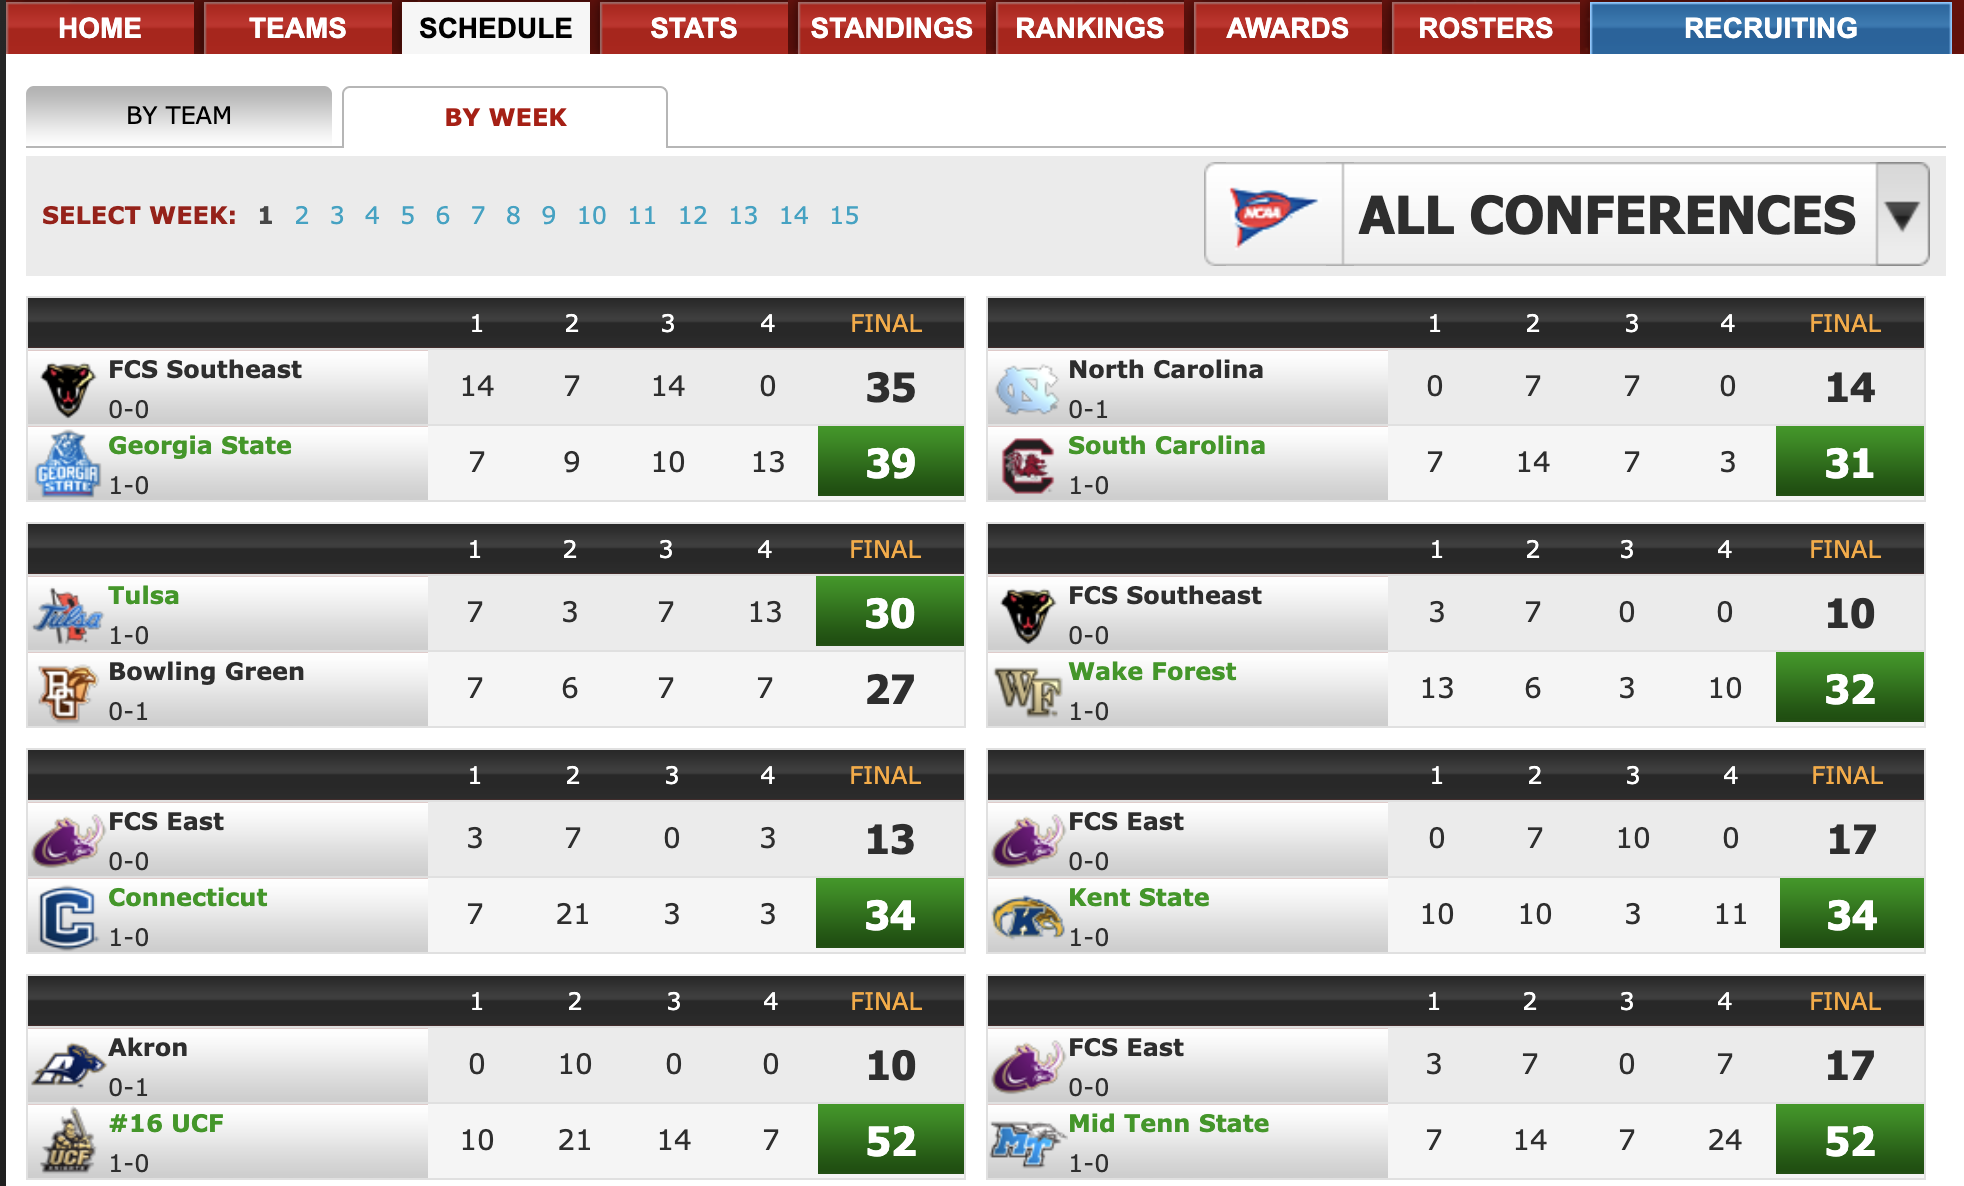 HOME TEAMS SCHEDULE STATS STANDINGS RANKINGS AWARDS ROSTERS RECRUITING
BY TEAM BY WEEK
SELECT WEEK: 1 2 3 4 5 6 7 8 9 10 11 12 13 14 15
NCAA ALL CONFERENCES
1 2 3 4 FINAL
FCS Southeast 14 7 14 0 35
0-0
GEORGIA STATE Georgia State 7 9 10 13 39
1-0
1 2 3 4 FINAL
NC North Carolina 0 7 7 0 14
0-1
C South Carolina 7 14 7 3 31
1-0
1 2 3 4 FINAL
Tulsa Tulsa 7 3 7 13 30
1-0
BG Bowling Green 7 6 7 7 27
0-1
1 2 3 4 FINAL
FCS Southeast 3 7 0 0 10
0-0
WF Wake Forest 13 6 3 10 32
1-0
1 2 3 4 FINAL
FCS East 3 7 0 3 13
0-0
C Connecticut 7 21 3 3 34
1-0
1 2 3 4 FINAL
FCS East 0 7 10 0 17
0-0
K Kent State 10 10 3 11 34
1-0
1 2 3 4 FINAL
A Akron 0 10 0 0 10
0-1
UCF #16 UCF 10 21 14 7 52
1-0
1 2 3 4 FINAL
FCS East 3 7 0 7 17
0-0
MT Mid Tenn State 7 14 7 24 52
1-0